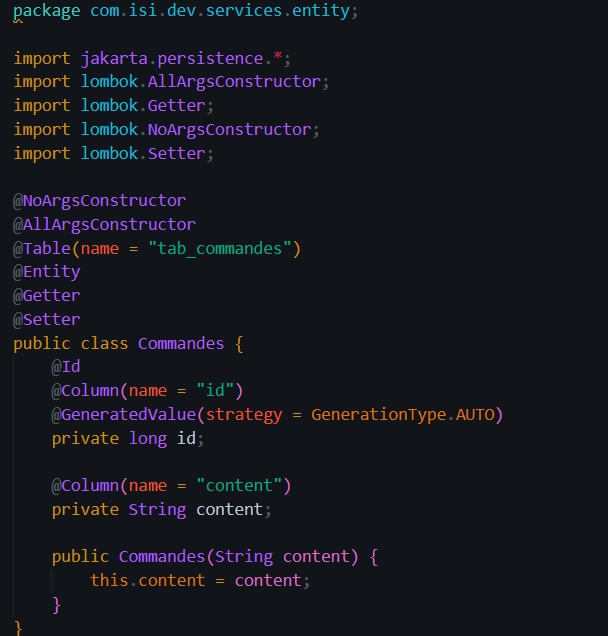 package com.isi.dev.services.entity;
import jakarta.persistence.*;
import lombok.AllArgsConstructor;
import lombok.Getter;
import lombok.NoArgsConstructor;
import lombok.Setter;
@NoArgsConstructor
@AllArgsConstructor
@Table(name = "tab_commandes")
@Entity
@Getter
@Setter
public class Commandes {
    @Id
    @Column(name = "id")
    @GeneratedValue(strategy = GenerationType.AUTO)
    private long id;
    @Column(name = "content")
    private String content;
    public Commandes(String content) {
        this.content = content;
    }
}